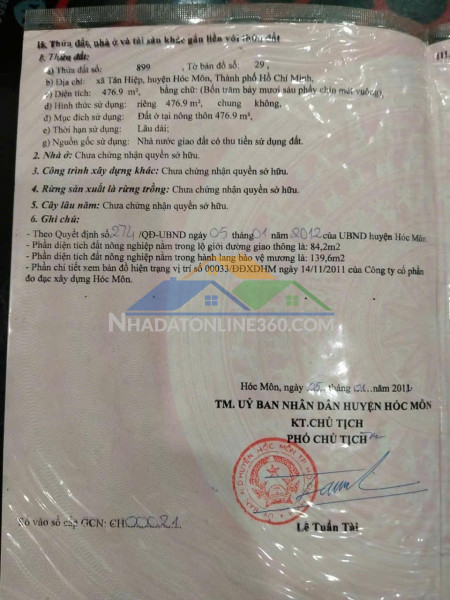 II. Thửa đất, nhà ở và tài sản khác gắn liền với thửa đất
1. Thửa đất:
a) Thửa đất số: 899 , Tờ bản đồ số: 29 ,
b) Địa chỉ: xã Tân Hiệp, huyện Hóc Môn, Thành phố Hồ Chí Minh,
c) Diện tích: 476.9 m², bằng chữ: (Bốn trăm bảy mươi sáu phẩy chín mét vuông),
d) Hình thức sử dụng: riêng 476.9 m², chung không,
đ) Mục đích sử dụng: Đất ở tại nông thôn 476.9 m²,
e) Thời hạn sử dụng: Lâu dài;
g) Nguồn gốc sử dụng: Nhà nước giao đất có thu tiền sử dụng đất.
2. Nhà ở: Chưa chứng nhận quyền sở hữu.
3. Công trình xây dựng khác: Chưa chứng nhận quyền sở hữu.
4. Rừng sản xuất là rừng trồng: Chưa chứng nhận quyền sở hữu.
5. Cây lâu năm: Chưa chứng nhận quyền sở hữu.
6. Ghi chú:
- Theo Quyết định số 274 /QĐ-UBND ngày 05 tháng 01 năm 2012 của UBND huyện Hóc Môn
- Phần diện tích đất nông nghiệp nằm trong lộ giới đường giao thông là: 84,2m2
- Phần diện tích đất nông nghiệp nằm trong hành lang bảo vệ mương là: 139,6m2
- Phần chi tiết xem bản đồ hiện trạng vị trí số 00033/ĐĐXDHM ngày 14/11/2011 của Công ty cổ phần
đo đạc xây dựng Hóc Môn.
NHADATONLINE360.COM
Hóc Môn, ngày 05 tháng 01 năm 2012
TM. UỶ BAN NHÂN DÂN HUYỆN HÓC MÔN
KT.CHỦ TỊCH
PHÓ CHỦ TỊCH
Lê Tuấn Tài
Số vào sổ cấp GCN: CH00021